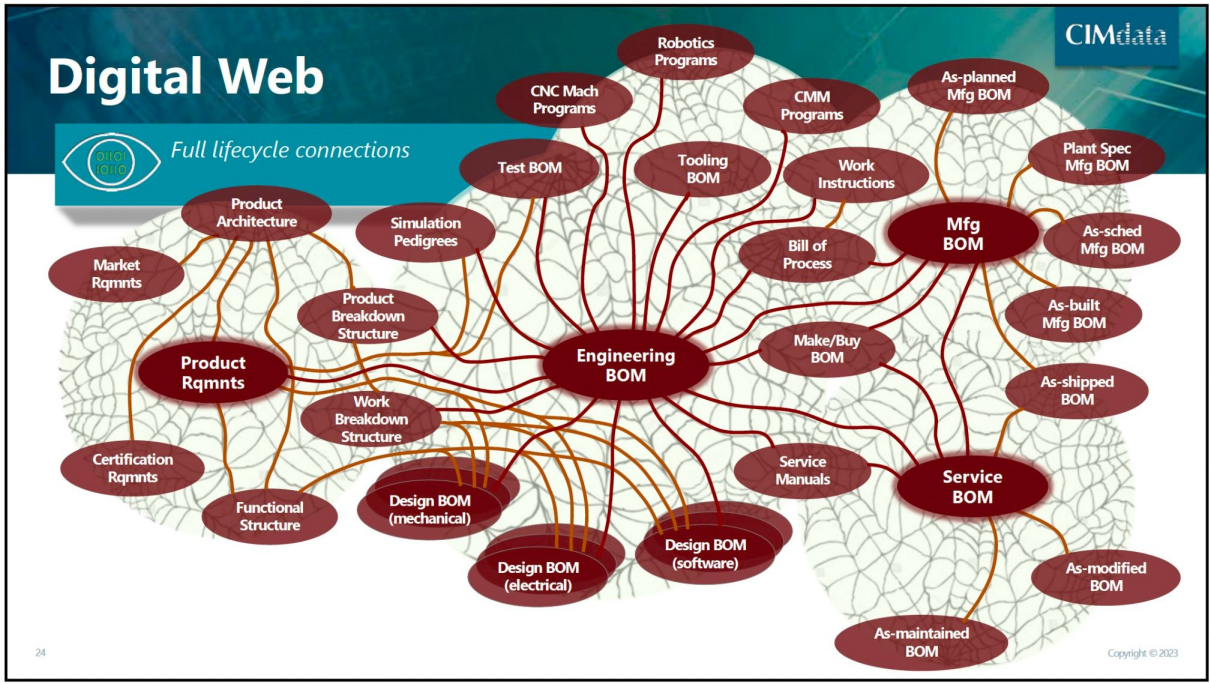 CIMdata
Digital Web
01101
10110
Full lifecycle connections
Robotics
Programs
CNC Mach
Programs
CMM
Programs
As-planned
Mfg BOM
Test BOM
Tooling
BOM
Work
Instructions
Plant Spec
Mfg BOM
Product
Architecture
Simulation
Pedigrees
Mfg
BOM
As-sched
Mfg BOM
Bill of
Process
Market
Rqmnts
Product
Breakdown
Structure
As-built
Mfg BOM
Product
Rqmnts
Engineering
BOM
Make/Buy
BOM
As-shipped
BOM
Work
Breakdown
Structure
Certification
Rqmnts
Service
Manuals
Service
BOM
Functional
Structure
Design BOM
(mechanical)
Design BOM
(electrical)
Design BOM
(software)
As-modified
BOM
As-maintained
BOM
24
Copyright © 2023